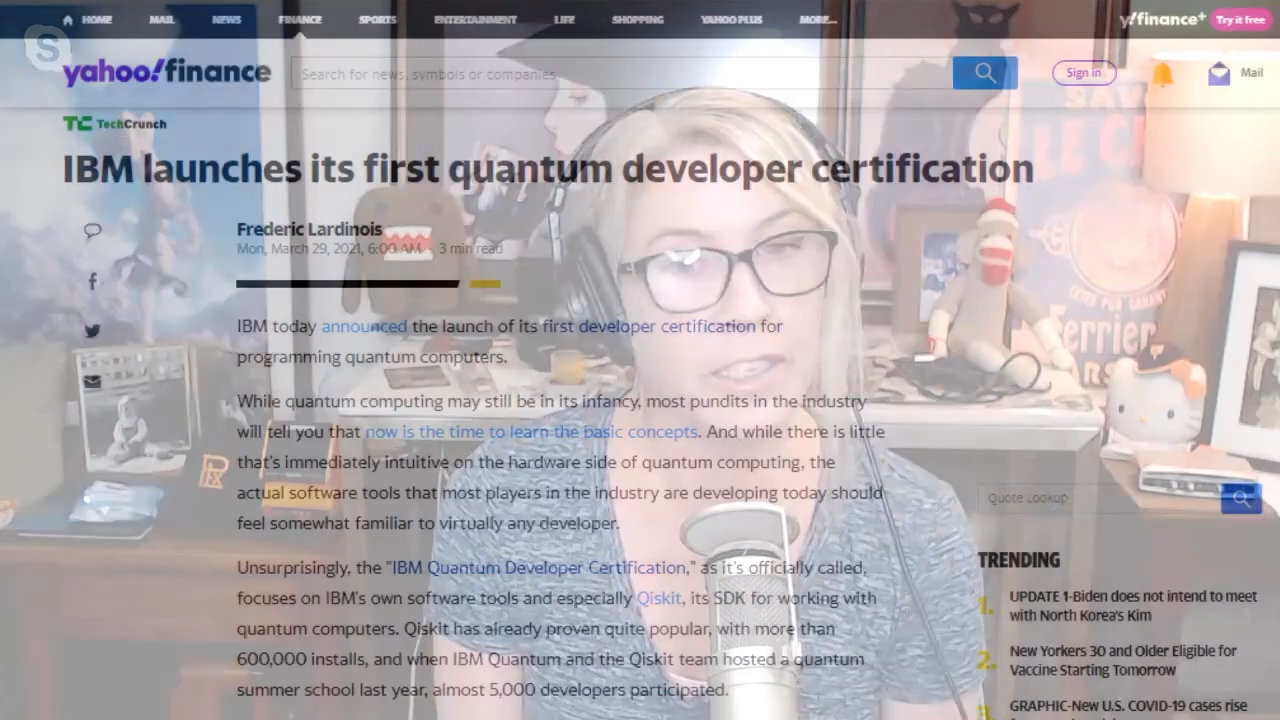 HOME MAIL NEWS FINANCE SPORTS ENTERTAINMENT LIFE SHOPPING YAHOO PLUS MORE...
y!finance+ Try it free
yahoo!finance
Search for news, symbols or companies
Sign in
Mail
TC TechCrunch
IBM launches its first quantum developer certification
Frederic Lardinois
Mon, March 29, 2021, 6:00 AM · 3 min read
IBM today announced the launch of its first developer certification for
programming quantum computers.
While quantum computing may still be in its infancy, most pundits in the industry
will tell you that now is the time to learn the basic concepts. And while there is little
that's immediately intuitive on the hardware side of quantum computing, the
actual software tools that most players in the industry are developing today should
feel somewhat familiar to virtually any developer.
Unsurprisingly, the "IBM Quantum Developer Certification," as it's officially called,
focuses on IBM's own software tools and especially Qiskit, its SDK for working with
quantum computers. Qiskit has already proven quite popular, with more than
600,000 installs, and when IBM Quantum and the Qiskit team hosted a quantum
summer school last year, almost 5,000 developers participated.
Quote Lookup
TRENDING
1. UPDATE 1-Biden does not intend to meet
with North Korea's Kim
2. New Yorkers 30 and Older Eligible for
Vaccine Starting Tomorrow
3. GRAPHIC-New U.S. COVID-19 cases rise